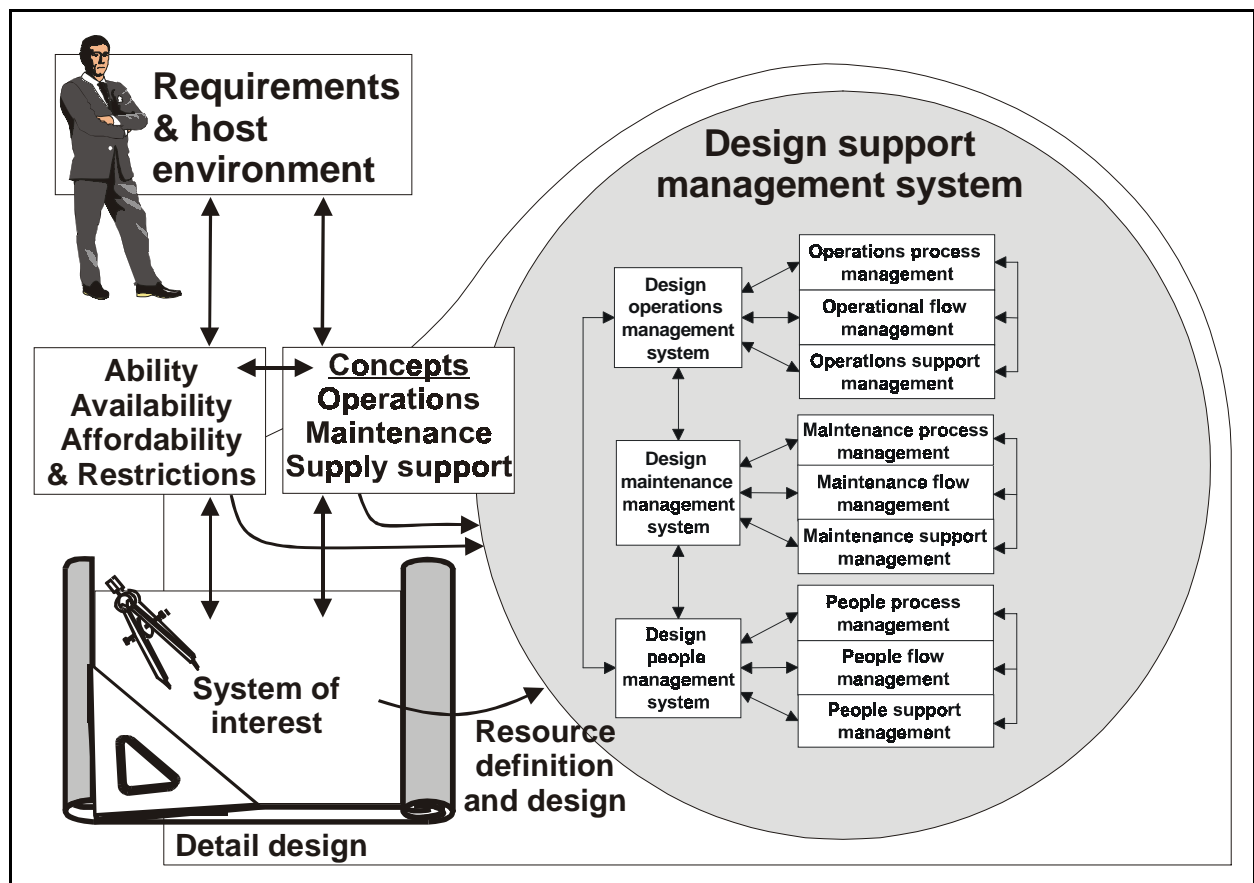 Requirements
& host
environment
Design support
management system
Ability
Availability
Affordability
& Restrictions
Concepts
Operations
Maintenance
Supply support
Design
operations
management
system
Operations process
management
Operational flow
management
Operations support
management
Design
maintenance
management
system
Maintenance process
management
Maintenance flow
management
Maintenance support
management
Design
people
management
system
People process
management
People flow
management
People support
management
System of
interest
Resource
definition
and design
Detail design